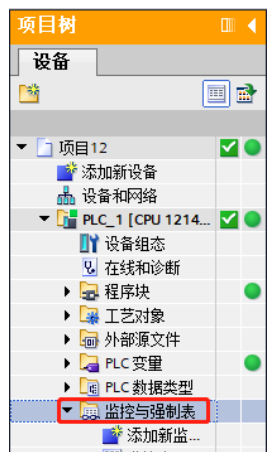 项目树
设备
项目12
添加新设备
设备和网络
PLC_1 [CPU 1214...
设备组态
在线和诊断
程序块
工艺对象
外部源文件
PLC 变量
PLC 数据类型
监控与强制表
添加新监...